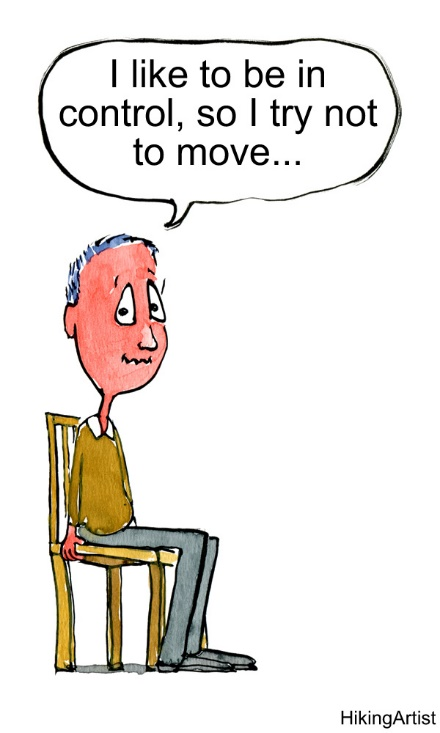 I like to be in
control, so I try not
to move...
HikingArtist